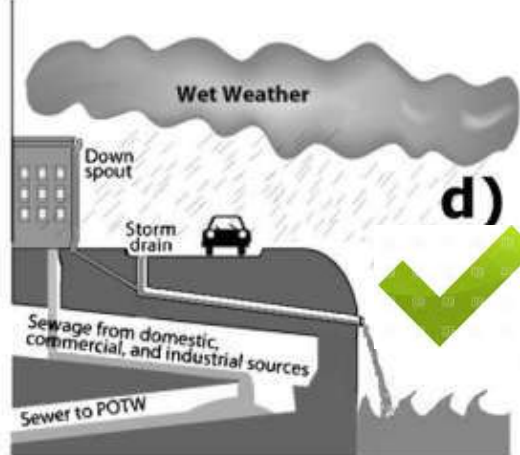 Wet Weather
Down
spout
d)
Storm
drain
Sewage from domestic,
commercial, and industrial sources
Sewer to POTW